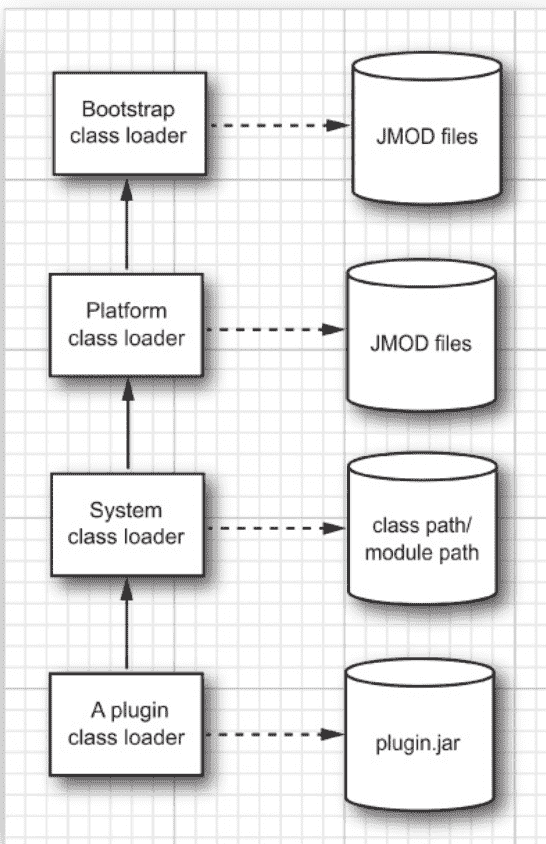 Bootstrap
class loader
JMOD files
Platform
class loader
JMOD files
System
class loader
class path/
module path
A plugin
class loader
plugin.jar